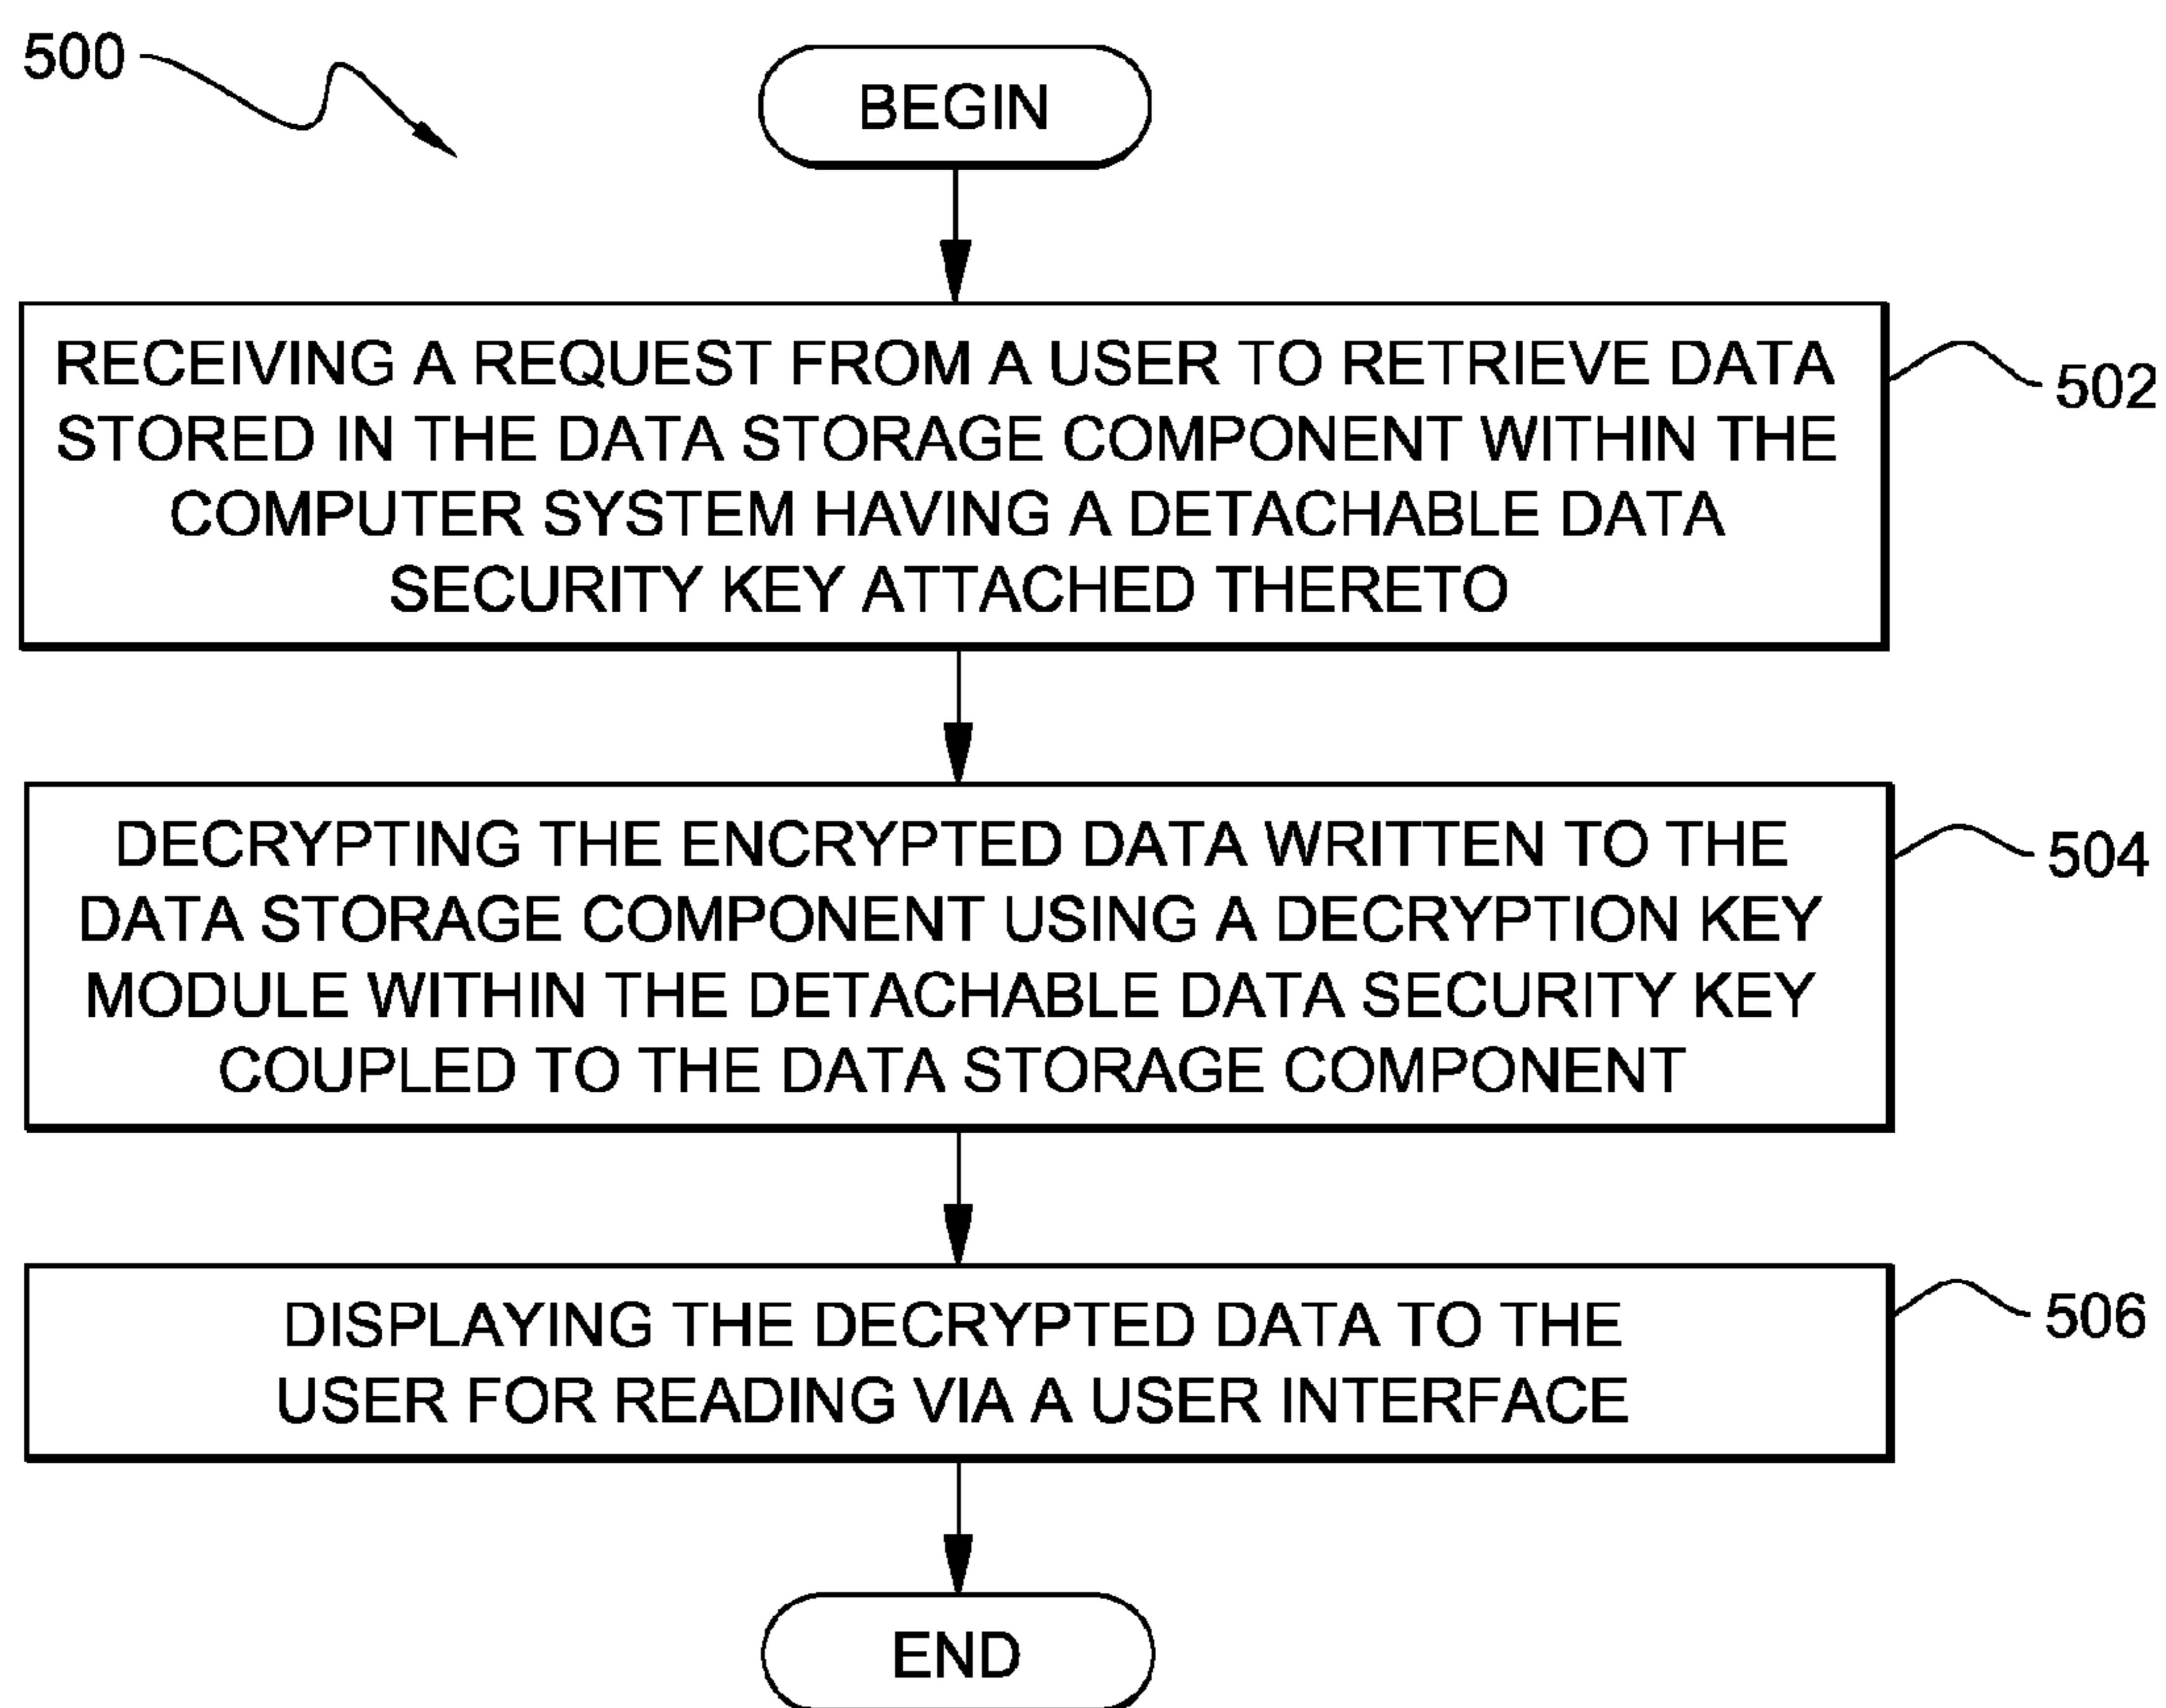 500
BEGIN
RECEIVING A REQUEST FROM A USER TO RETRIEVE DATA
STORED IN THE DATA STORAGE COMPONENT WITHIN THE
COMPUTER SYSTEM HAVING A DETACHABLE DATA
SECURITY KEY ATTACHED THERETO
502
DECRYPTING THE ENCRYPTED DATA WRITTEN TO THE
DATA STORAGE COMPONENT USING A DECRYPTION KEY
MODULE WITHIN THE DETACHABLE DATA SECURITY KEY
COUPLED TO THE DATA STORAGE COMPONENT
504
DISPLAYING THE DECRYPTED DATA TO THE
USER FOR READING VIA A USER INTERFACE
506
END